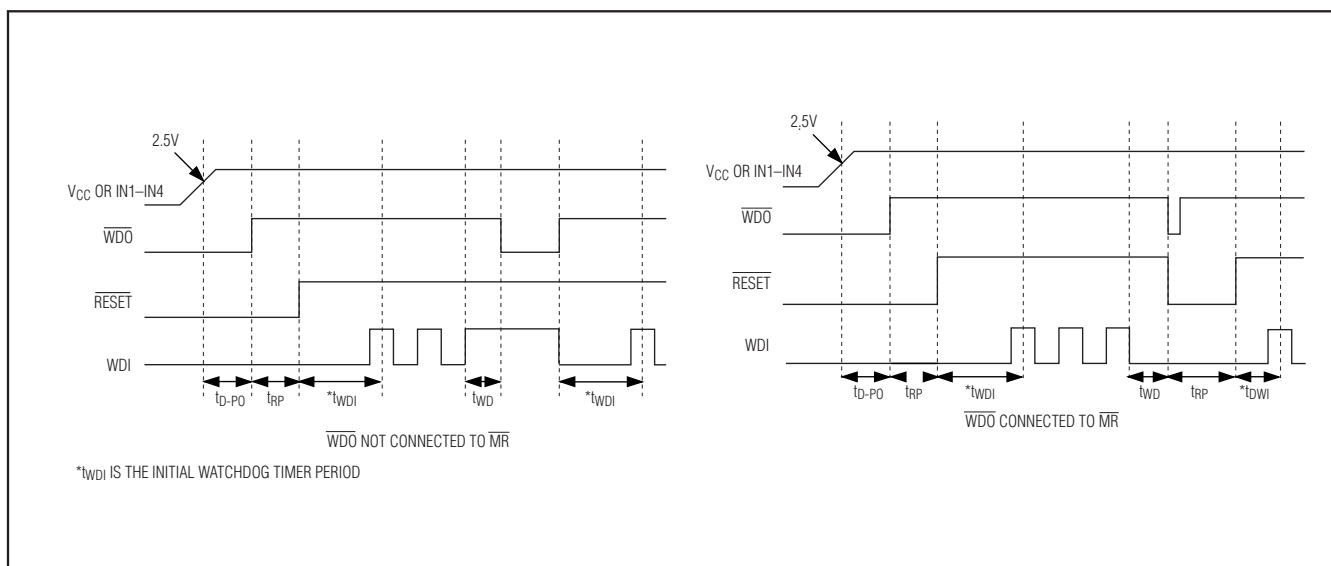 2.5V
VCC OR IN1–IN4
WDO
RESET
WDI
tD-PO tRP *tWDI tWD *tWDI
WDO NOT CONNECTED TO MR
*tWDI IS THE INITIAL WATCHDOG TIMER PERIOD
2.5V
VCC OR IN1–IN4
WDO
RESET
WDI
tD-PO tRP *tWDI tWD tRP *tDWI
WDO CONNECTED TO MR